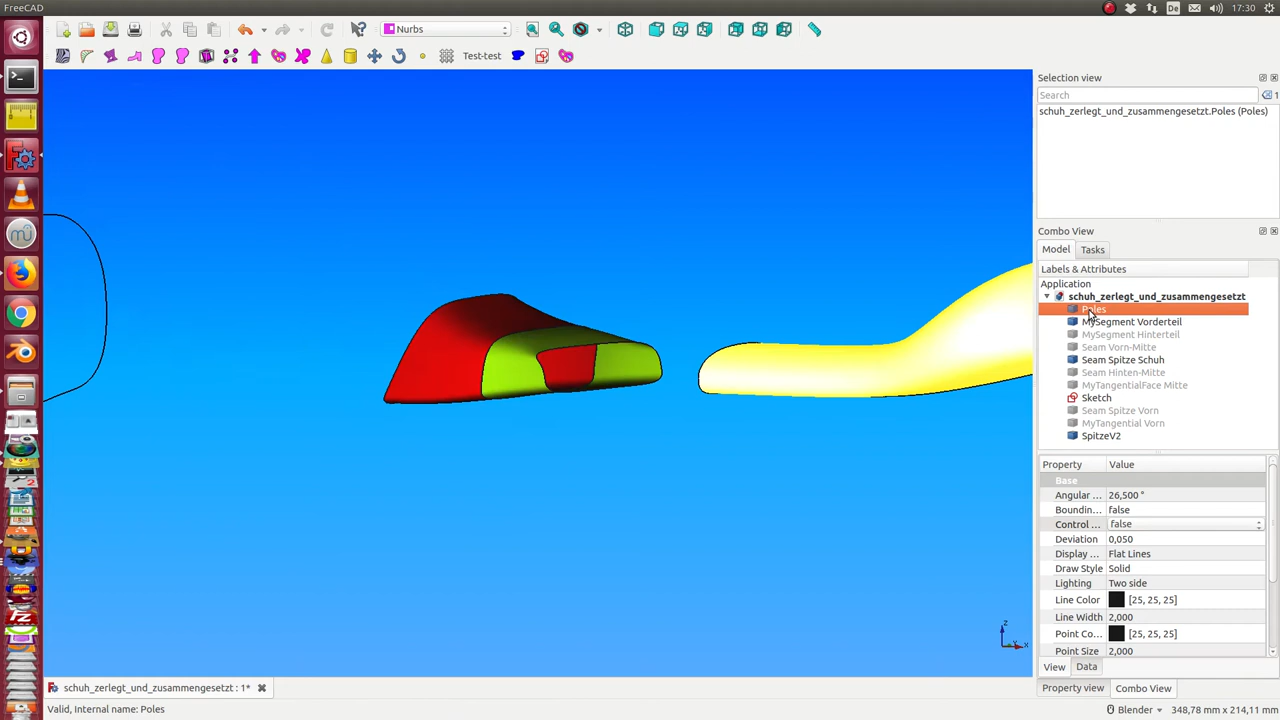 FreeCAD
De
17:30
Nurbs
Test-test
Selection view
Search
1
schuh_zerlegt_und_zusammengesetzt.Poles (Poles)
Combo View
Model
Tasks
Labels & Attributes
Application
schuh_zerlegt_und_zusammengesetzt
Poles
MySegment Vorderteil
MySegment Hinterteil
Seam Vorn-Mitte
Seam Spitze Schuh
Seam Hinten-Mitte
MyTangentialFace Mitte
Sketch
Seam Spitze Vorn
MyTangential Vorn
SpitzeV2
Property Value
Base
Angular ... 26,500 °
Boundin... false
Control ... false
Deviation 0,050
Display ... Flat Lines
Draw Style Solid
Lighting Two side
Line Color [25, 25, 25]
Line Width 2,000
Point Co... [25, 25, 25]
Point Size 2,000
View Data
z
x
schuh_zerlegt_und_zusammengesetzt : 1*
Property view
Combo View
Valid, Internal name: Poles
Blender
348,78 mm x 214,11 mm